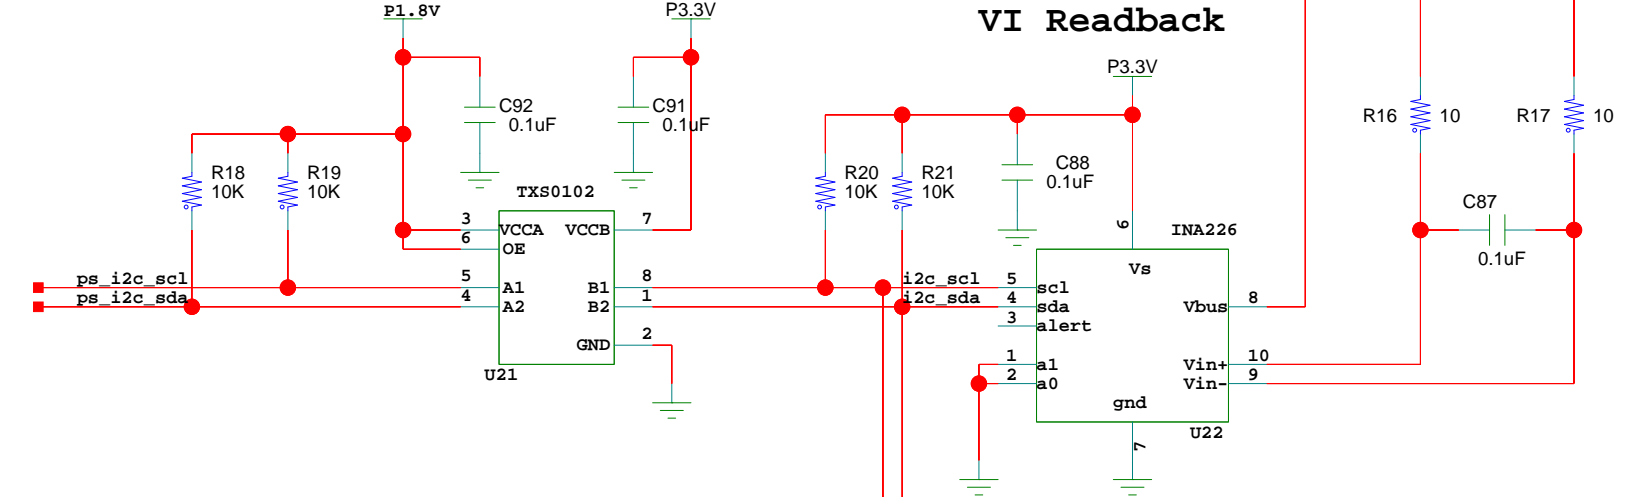 P1.8V
P3.3V
VI Readback
P3.3V
C92
0.1uF
C91
0.1uF
R16
10
R17
10
R18
10K
R19
10K
R20
10K
R21
10K
C88
0.1uF
TXS0102
3
VCCA
VCCB
7
6
OE
ps_i2c_scl
5
A1
B1
8
ps_i2c_sda
4
A2
B2
1
GND
2
U21
6
INA226
Vs
i2c_scl
5
scl
i2c_sda
4
sda
Vbus
8
3
alert
1
a1
Vin+
10
2
a0
Vin-
9
gnd
U22
7
C87
0.1uF